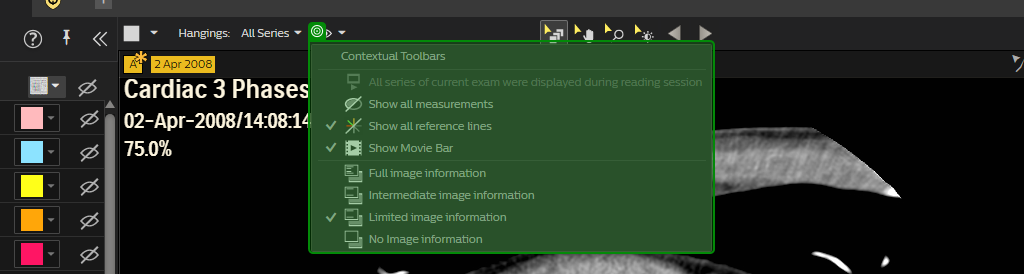 Hangings: All Series
A
2 Apr 2008
Cardiac 3 Phases
02-Apr-2008/14:08:14
75.0%
Contextual Toolbars
All series of current exam were displayed during reading session
Show all measurements
Show all reference lines
Show Movie Bar
Full image information
Intermediate image information
Limited image information
No Image information